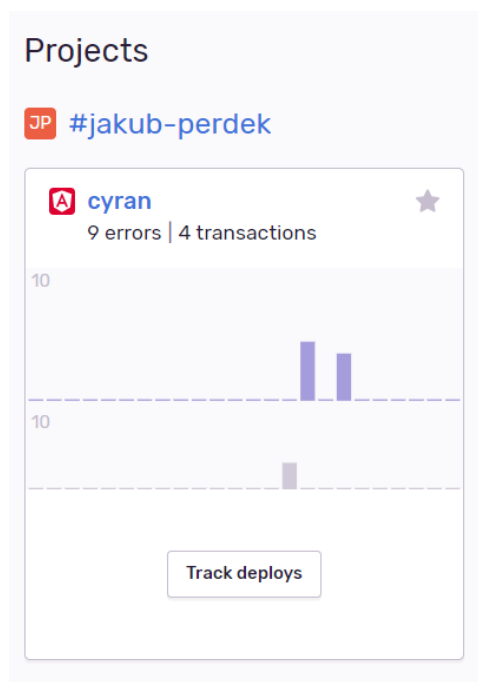 Projects
JP #jakub-perdek
cyran
9 errors | 4 transactions
10
10
Track deploys